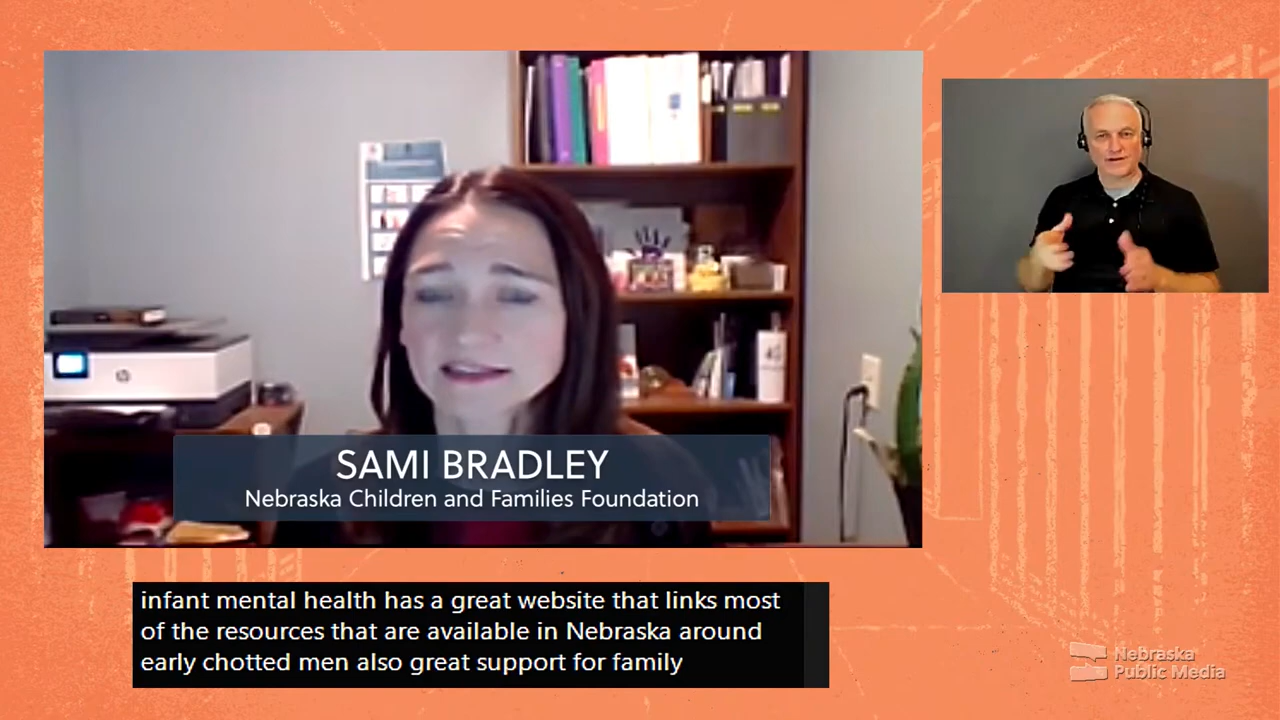 SAMI BRADLEY
Nebraska Children and Families Foundation
infant mental health has a great website that links most
of the resources that are available in Nebraska around
early chotted men also great support for family
Nebraska
Public Media
hp